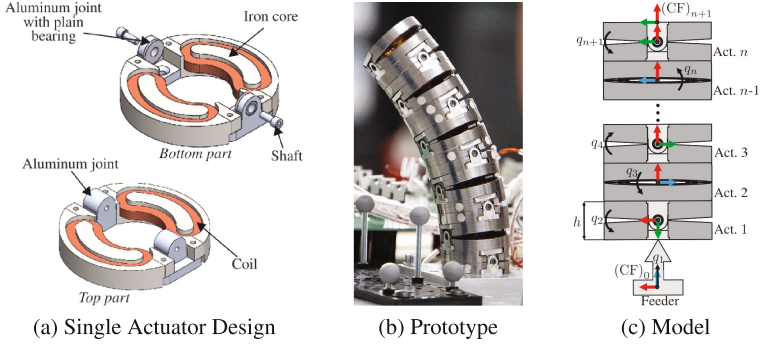 Aluminum joint
with plain
bearing
Iron core
Shaft
Bottom part
Aluminum joint
Coil
Top part
(a) Single Actuator Design
(b) Prototype
(CF)n+1
qn+1
Act. n
qn
Act. n-1
q4
Act. 3
q3
Act. 2
h
q2
Act. 1
q1
(CF)0
Feeder
(c) Model